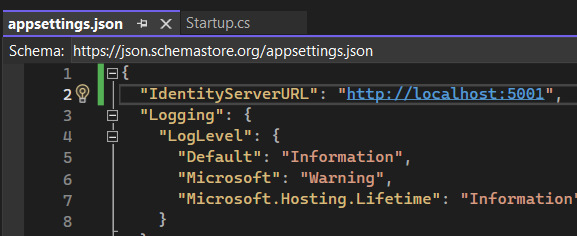 appsettings.json
Startup.cs
Schema: https://json.schemastore.org/appsettings.json
1 {
2 "IdentityServerURL": "http://localhost:5001",
3 "Logging": {
4 "LogLevel": {
5 "Default": "Information",
6 "Microsoft": "Warning",
7 "Microsoft.Hosting.Lifetime": "Information"
8 }